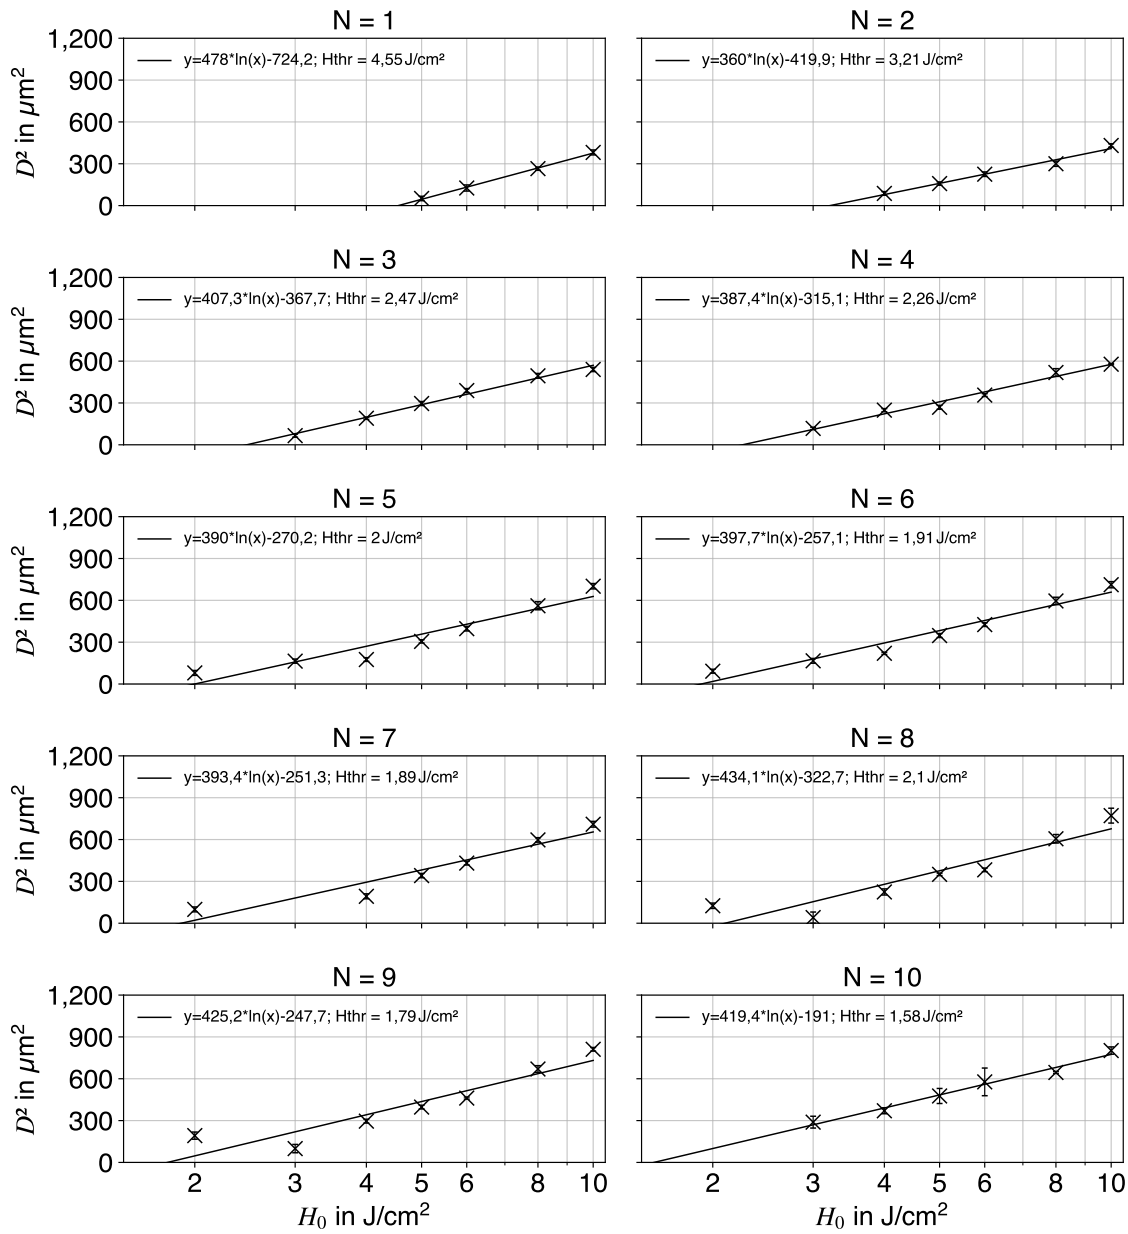 N = 1
N = 2
1,200
y=478*ln(x)-724,2; Hthr = 4,55 J/cm²
y=360*ln(x)-419,9; Hthr = 3,21 J/cm²
900
D² in µm²
600
300
0
N = 3
N = 4
1,200
y=407,3*ln(x)-367,7; Hthr = 2,47 J/cm²
y=387,4*ln(x)-315,1; Hthr = 2,26 J/cm²
900
D² in µm²
600
300
0
N = 5
N = 6
1,200
y=390*ln(x)-270,2; Hthr = 2 J/cm²
y=397,7*ln(x)-257,1; Hthr = 1,91 J/cm²
900
D² in µm²
600
300
0
N = 7
N = 8
1,200
y=393,4*ln(x)-251,3; Hthr = 1,89 J/cm²
y=434,1*ln(x)-322,7; Hthr = 2,1 J/cm²
900
D² in µm²
600
300
0
N = 9
N = 10
1,200
y=425,2*ln(x)-247,7; Hthr = 1,79 J/cm²
y=419,4*ln(x)-191; Hthr = 1,58 J/cm²
900
D² in µm²
600
300
0
2 3 4 5 6 8 10
2 3 4 5 6 8 10
H₀ in J/cm²
H₀ in J/cm²